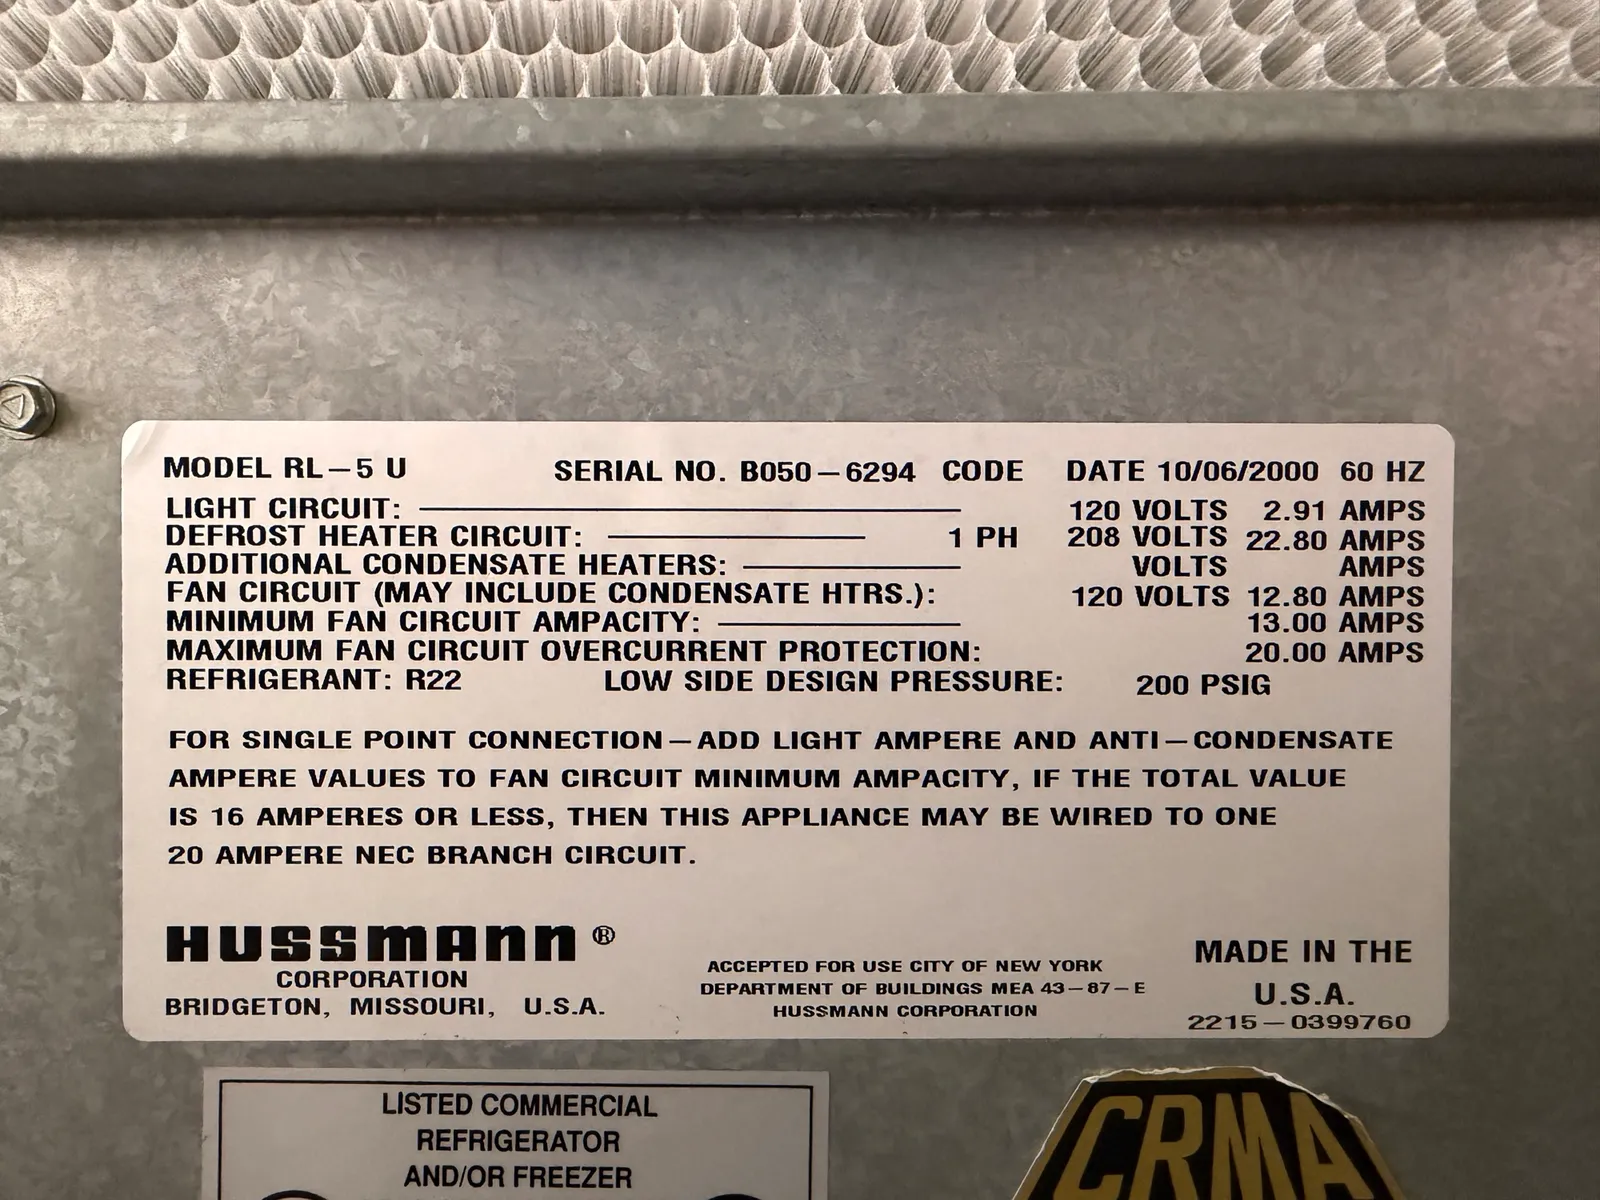 MODEL RL–5 U SERIAL NO. B050–6294 CODE DATE 10/06/2000 60 HZ
LIGHT CIRCUIT: 120 VOLTS 2.91 AMPS
DEFROST HEATER CIRCUIT: 1 PH 208 VOLTS 22.80 AMPS
ADDITIONAL CONDENSATE HEATERS: VOLTS AMPS
FAN CIRCUIT (MAY INCLUDE CONDENSATE HTRS.): 120 VOLTS 12.80 AMPS
MINIMUM FAN CIRCUIT AMPACITY: 13.00 AMPS
MAXIMUM FAN CIRCUIT OVERCURRENT PROTECTION: 20.00 AMPS
REFRIGERANT: R22 LOW SIDE DESIGN PRESSURE: 200 PSIG
FOR SINGLE POINT CONNECTION–ADD LIGHT AMPERE AND ANTI–CONDENSATE
AMPERE VALUES TO FAN CIRCUIT MINIMUM AMPACITY, IF THE TOTAL VALUE
IS 16 AMPERES OR LESS, THEN THIS APPLIANCE MAY BE WIRED TO ONE
20 AMPERE NEC BRANCH CIRCUIT.
HUSSMANN®
CORPORATION
BRIDGETON, MISSOURI, U.S.A.
ACCEPTED FOR USE CITY OF NEW YORK
DEPARTMENT OF BUILDINGS MEA 43–87–E
HUSSMANN CORPORATION
MADE IN THE
U.S.A.
2215–0399760
LISTED COMMERCIAL
REFRIGERATOR
AND/OR FREEZER
CRMA